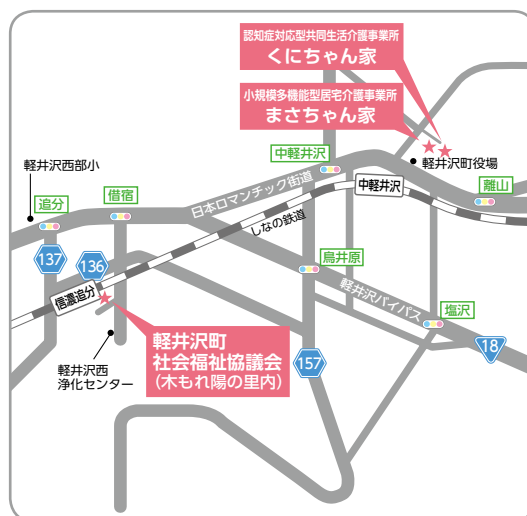 認知症対応型共同生活介護事業所
くにちゃん家
小規模多機能型居宅介護事業所
まさちゃん家
軽井沢町役場
中軽井沢
離山
中軽井沢
軽井沢西部小
追分
借宿
日本ロマンチック街道
しなの鉄道
137
136
信濃追分
鳥井原
軽井沢バイパス
塩沢
18
軽井沢町
社会福祉協議会
(木もれ陽の里内)
157
軽井沢西
浄化センター